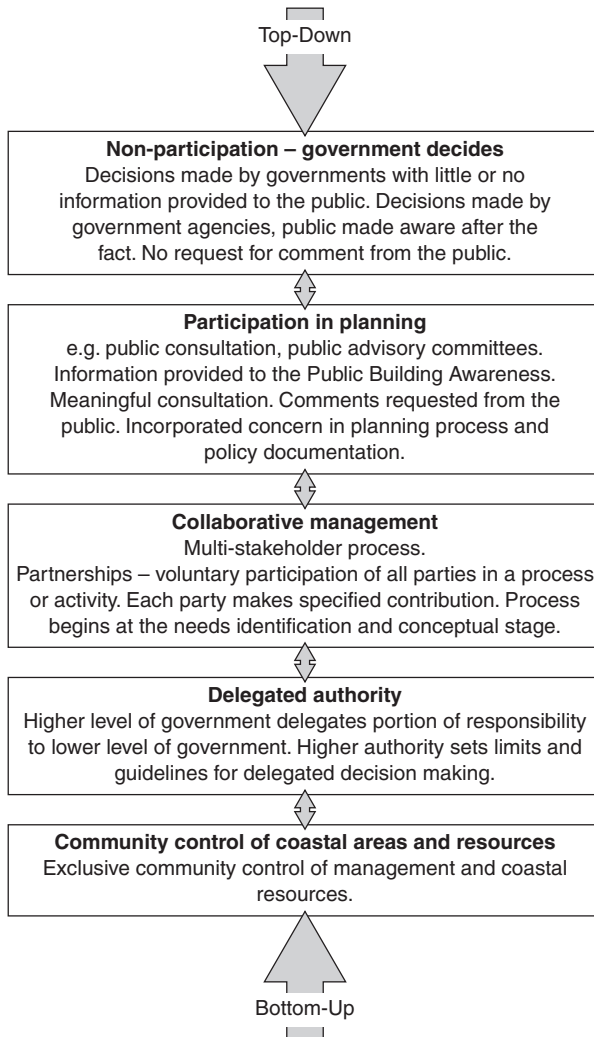 Top-Down
Non-participation – government decides
Decisions made by governments with little or no
information provided to the public. Decisions made by
government agencies, public made aware after the
fact. No request for comment from the public.
Participation in planning
e.g. public consultation, public advisory committees.
Information provided to the Public Building Awareness.
Meaningful consultation. Comments requested from the
public. Incorporated concern in planning process and
policy documentation.
Collaborative management
Multi-stakeholder process.
Partnerships – voluntary participation of all parties in a process
or activity. Each party makes specified contribution. Process
begins at the needs identification and conceptual stage.
Delegated authority
Higher level of government delegates portion of responsibility
to lower level of government. Higher authority sets limits and
guidelines for delegated decision making.
Community control of coastal areas and resources
Exclusive community control of management and coastal
resources.
Bottom-Up